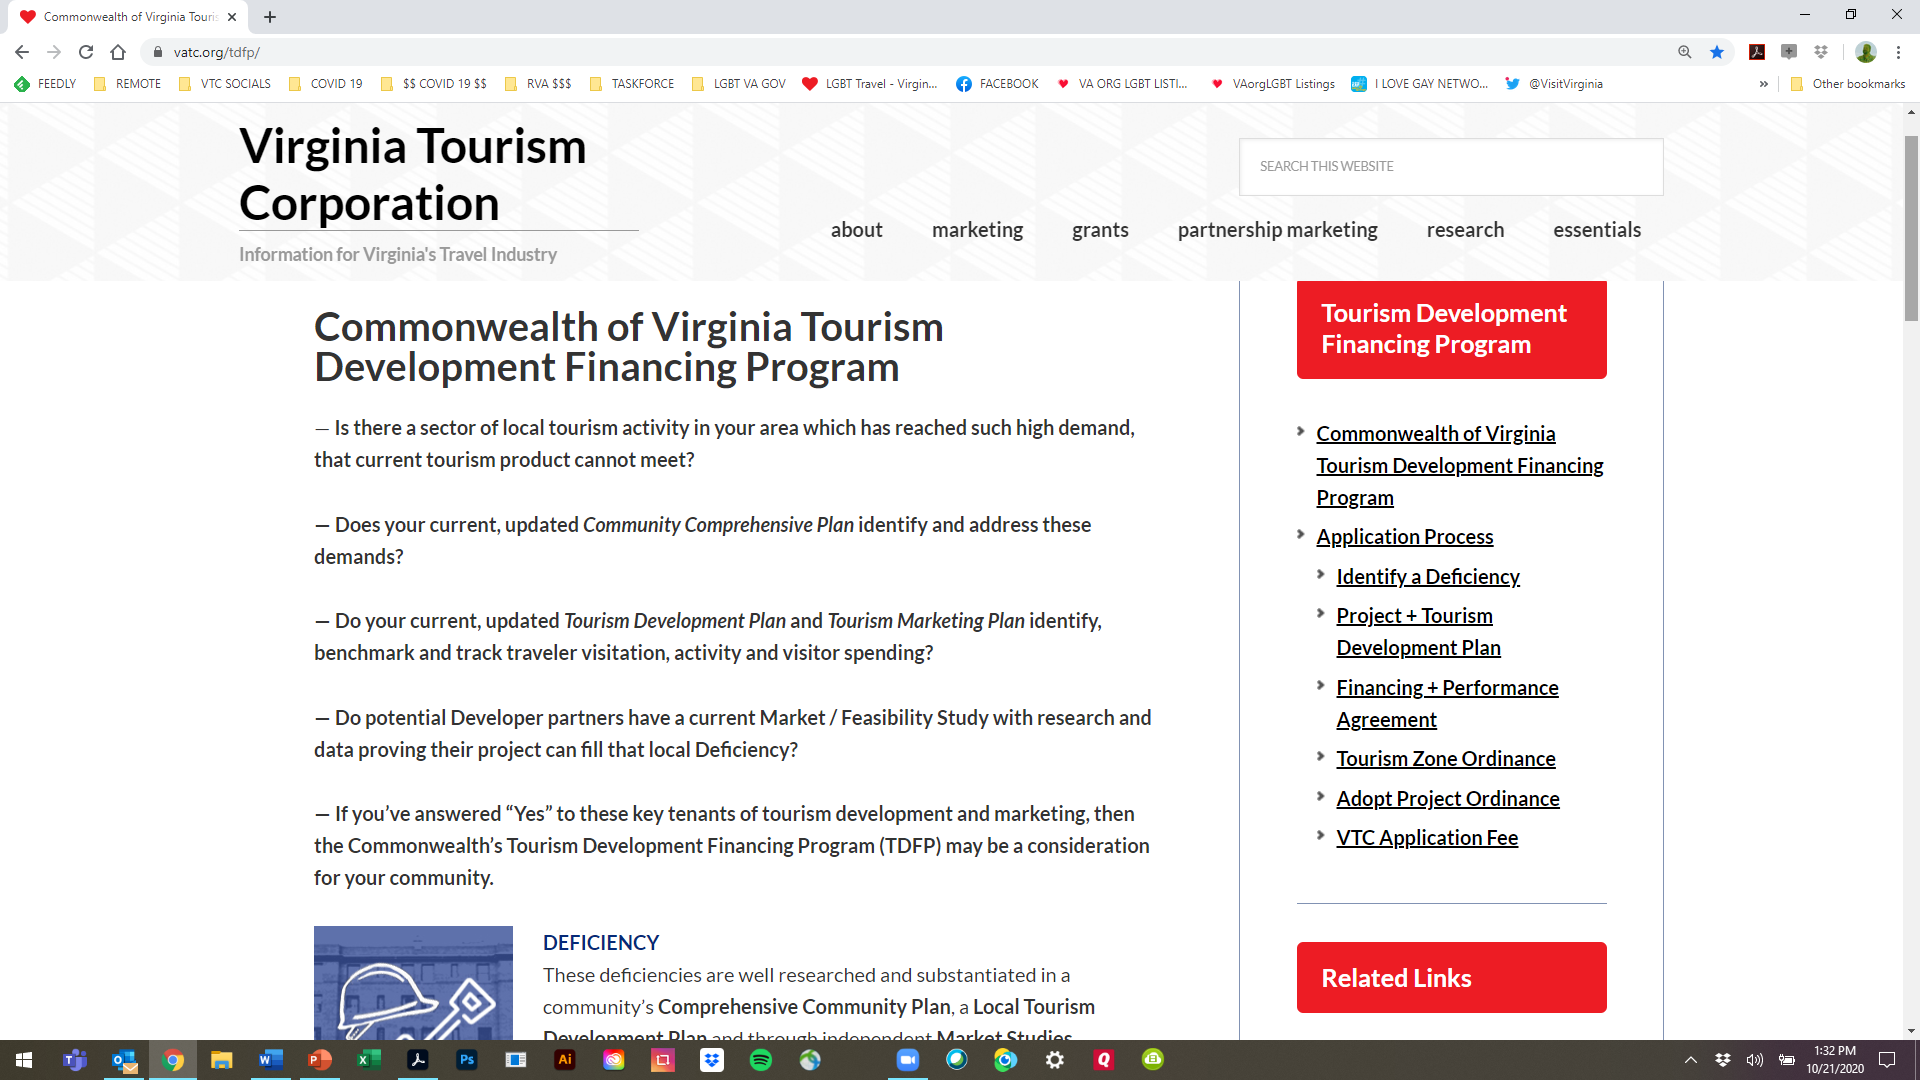 Commonwealth of Virginia Touris
vatc.org/tdfp/
FEEDLY
REMOTE
VTC SOCIALS
COVID 19
$$ COVID 19 $$
RVA $$$
TASKFORCE
LGBT VA GOV
LGBT Travel - Virgin...
FACEBOOK
VA ORG LGBT LISTI...
VAorgLGBT Listings
I LOVE GAY NETWO...
@VisitVirginia
»
Other bookmarks
Virginia Tourism
Corporation
Information for Virginia's Travel Industry
SEARCH THIS WEBSITE
about
marketing
grants
partnership marketing
research
essentials
Commonwealth of Virginia Tourism
Development Financing Program
— Is there a sector of local tourism activity in your area which has reached such high demand,
that current tourism product cannot meet?
— Does your current, updated Community Comprehensive Plan identify and address these
demands?
— Do your current, updated Tourism Development Plan and Tourism Marketing Plan identify,
benchmark and track traveler visitation, activity and visitor spending?
— Do potential Developer partners have a current Market / Feasibility Study with research and
data proving their project can fill that local Deficiency?
— If you’ve answered “Yes” to these key tenants of tourism development and marketing, then
the Commonwealth’s Tourism Development Financing Program (TDFP) may be a consideration
for your community.
DEFICIENCY
These deficiencies are well researched and substantiated in a
community’s Comprehensive Community Plan, a Local Tourism
Development Plan and through independent Market Studies
Tourism Development
Financing Program
Commonwealth of Virginia
Tourism Development Financing
Program
Application Process
Identify a Deficiency
Project + Tourism
Development Plan
Financing + Performance
Agreement
Tourism Zone Ordinance
Adopt Project Ordinance
VTC Application Fee
Related Links
Ps
Ai
1:32 PM
10/21/2020